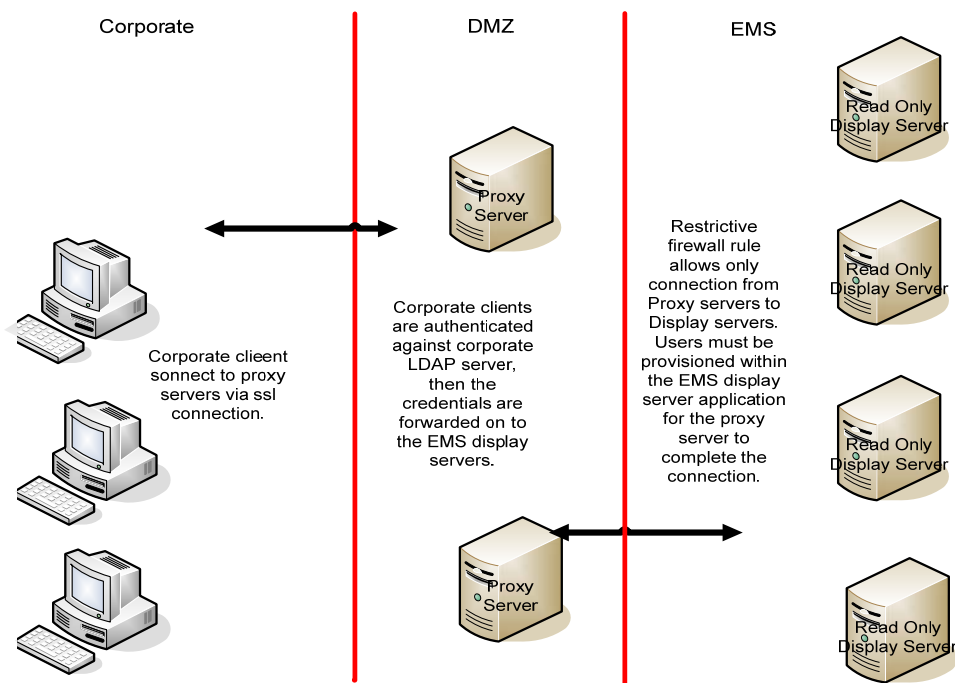 Corporate
DMZ
EMS
Read Only
Display Server
Proxy
Server
Read Only
Display Server
Restrictive
firewall rule
allows only
connection from
Proxy servers to
Display servers.
Users must be
provisioned within
the EMS display
server application
for the proxy
server to
complete the
connection.
Corporate clients
are authenticated
against corporate
LDAP server,
then the
credentials are
forwarded on to
the EMS display
servers.
Corporate clieent
sonnect to proxy
servers via ssl
connection.
Read Only
Display Server
Proxy
Server
Read Only
Display Server